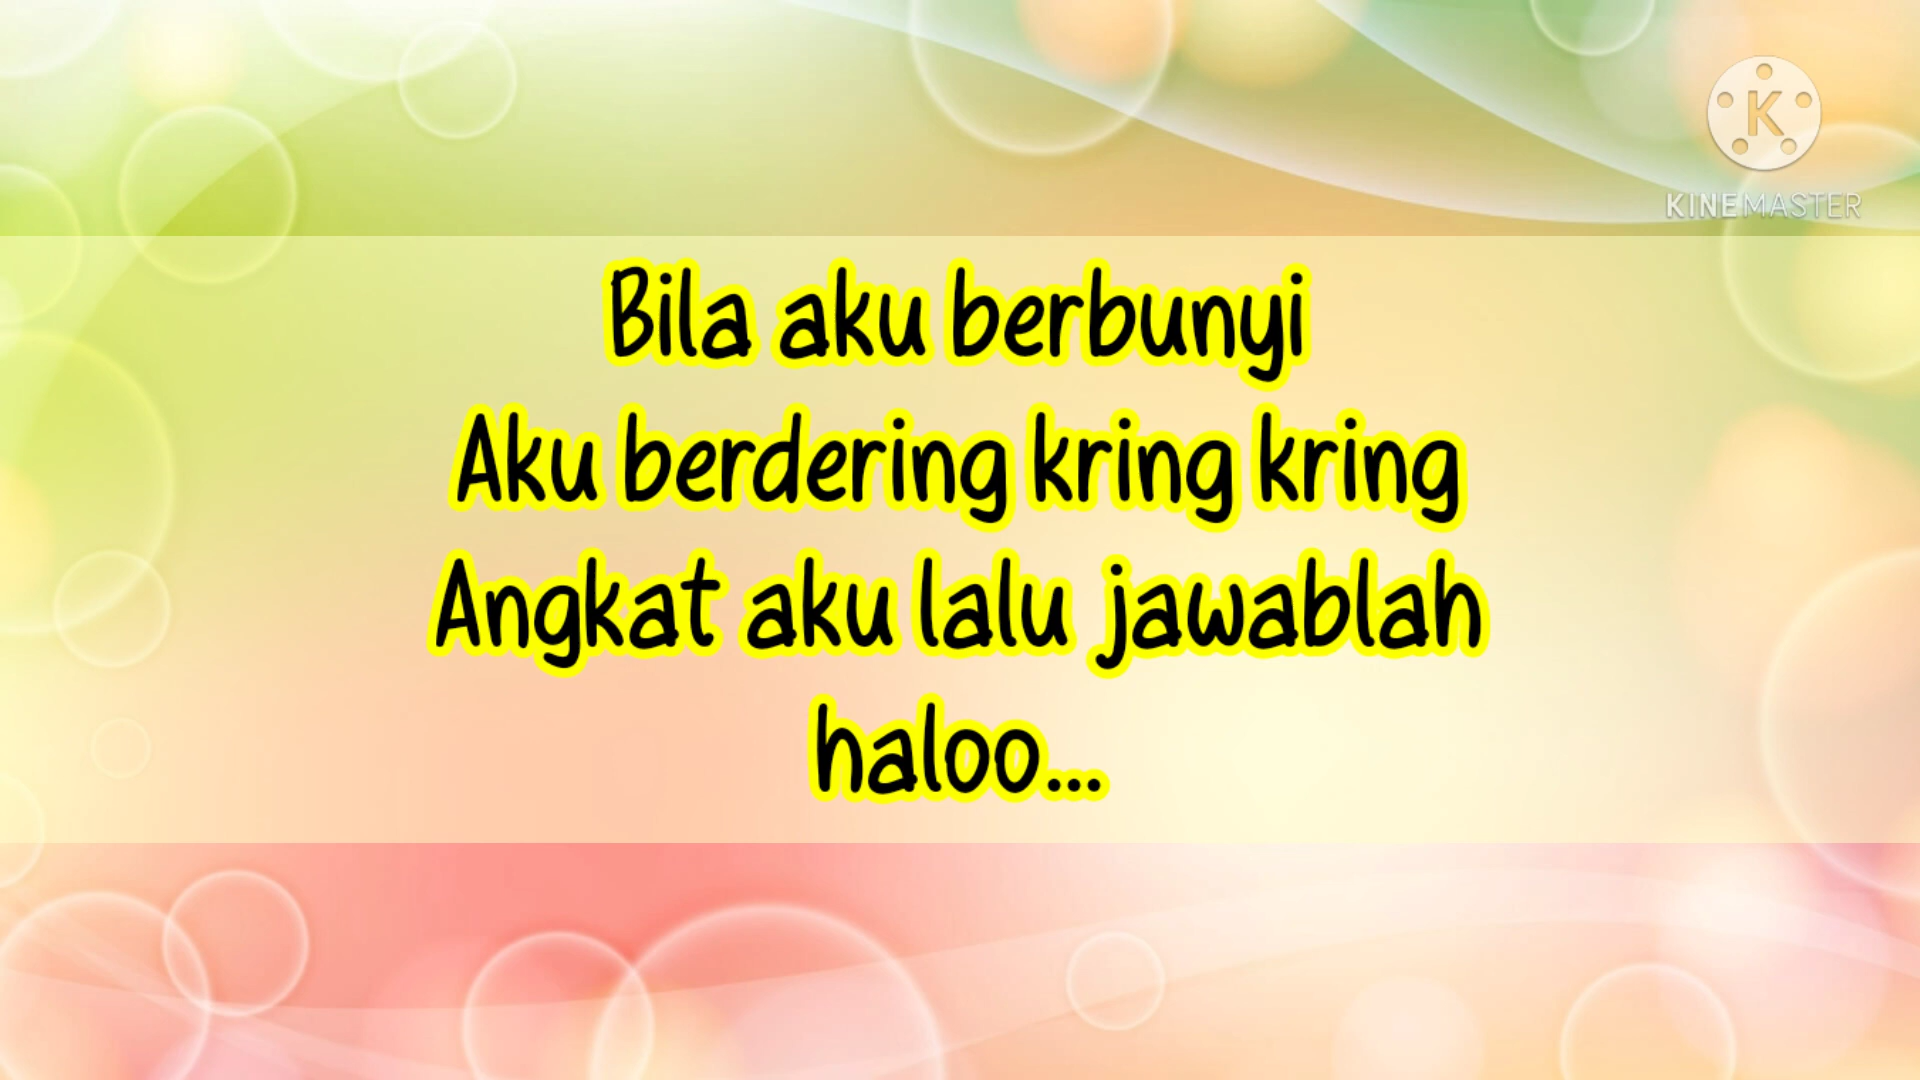 KINEMASTER
Bila aku berbunyi
Aku berdering kring kring
Angkat aku lalu jawablah
haloo...